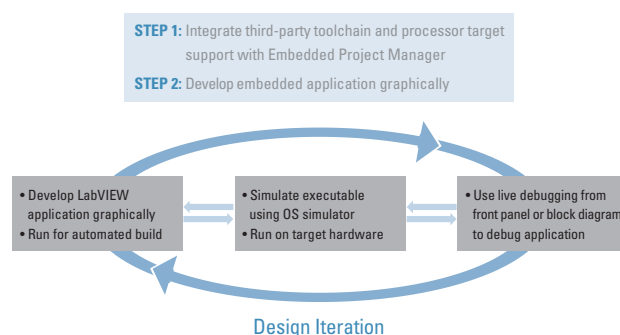 STEP 1: Integrate third-party toolchain and processor target
support with Embedded Project Manager
STEP 2: Develop embedded application graphically
• Develop LabVIEW
application graphically
• Run for automated build
• Simulate executable
using OS simulator
• Run on target hardware
• Use live debugging from
front panel or block diagram
to debug application
Design Iteration